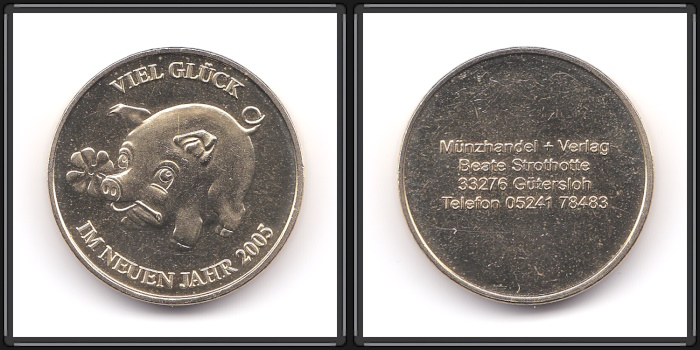 VIEL GLÜCK
IM NEUEN JAHR 2005
Münzhandel + Verlag
Beate Strothotte
33276 Gütersloh
Telefon 05241 78483